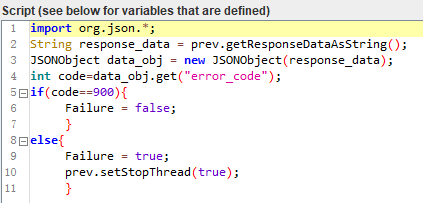 Script (see below for variables that are defined)
1 import org.json.*;
2 String response_data = prev.getResponseDataAsString();
3 JSONObject data_obj = new JSONObject(response_data);
4 int code=data_obj.get("error_code");
5 if(code==900){
6 Failure = false;
7 }
8 else{
9 Failure = true;
10 prev.setStopThread(true);
11 }